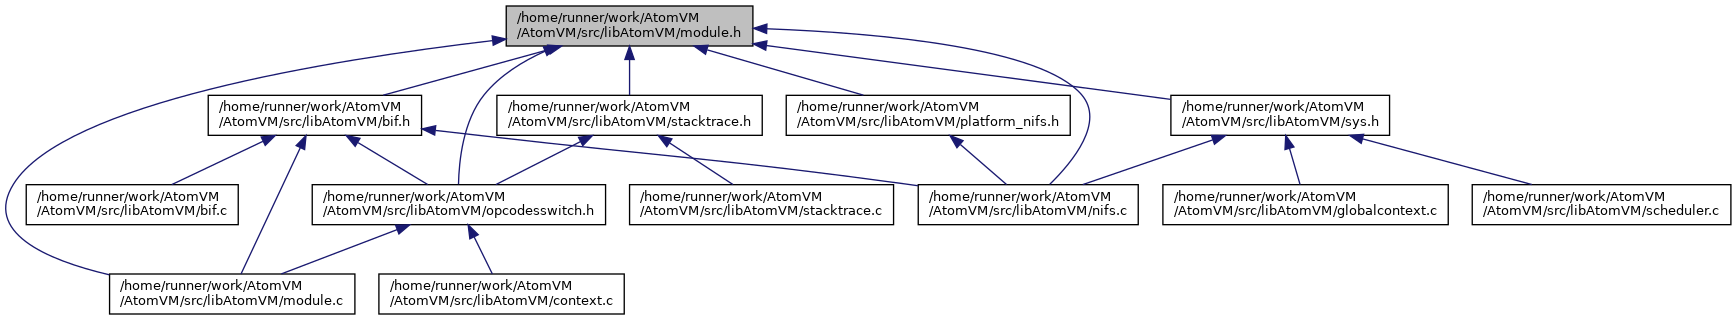 /home/runner/work/AtomVM
/AtomVM/src/libAtomVM/module.h
/home/runner/work/AtomVM
/AtomVM/src/libAtomVM/bif.h
/home/runner/work/AtomVM
/AtomVM/src/libAtomVM/stacktrace.h
/home/runner/work/AtomVM
/AtomVM/src/libAtomVM/platform_nifs.h
/home/runner/work/AtomVM
/AtomVM/src/libAtomVM/sys.h
/home/runner/work/AtomVM
/AtomVM/src/libAtomVM/bif.c
/home/runner/work/AtomVM
/AtomVM/src/libAtomVM/opcodesswitch.h
/home/runner/work/AtomVM
/AtomVM/src/libAtomVM/stacktrace.c
/home/runner/work/AtomVM
/AtomVM/src/libAtomVM/nifs.c
/home/runner/work/AtomVM
/AtomVM/src/libAtomVM/globalcontext.c
/home/runner/work/AtomVM
/AtomVM/src/libAtomVM/scheduler.c
/home/runner/work/AtomVM
/AtomVM/src/libAtomVM/module.c
/home/runner/work/AtomVM
/AtomVM/src/libAtomVM/context.c